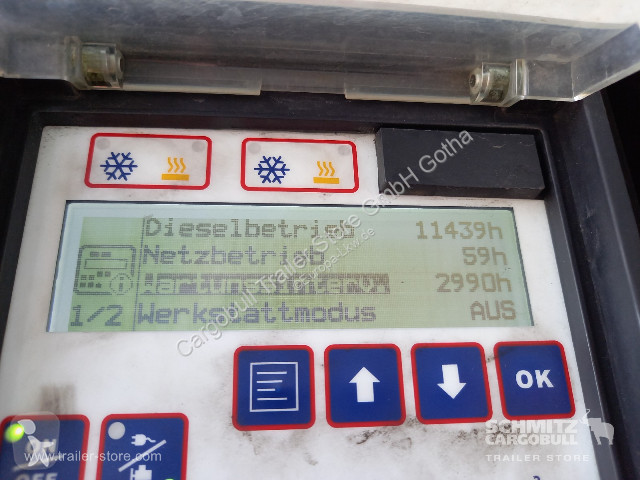 Dieselbetrieb 11439h
Netzbetrieb 59h
2990h
1/2 Werkstattmodus AUS
OK
OFF
Cargobull Trailer-Store GmbH Gotha
SCHMITZ
CARGOBULL
TRAILER STORE
www.trailer-store.com